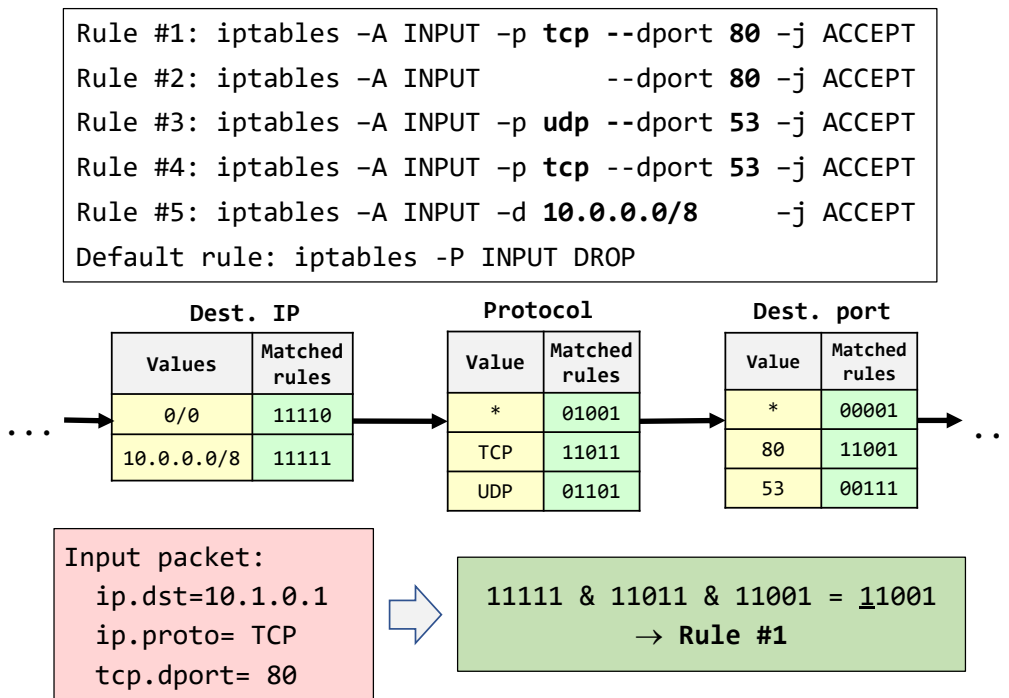 Rule #1: iptables –A INPUT –p tcp --dport 80 –j ACCEPT
Rule #2: iptables –A INPUT --dport 80 –j ACCEPT
Rule #3: iptables –A INPUT –p udp --dport 53 –j ACCEPT
Rule #4: iptables –A INPUT –p tcp --dport 53 –j ACCEPT
Rule #5: iptables –A INPUT –d 10.0.0.0/8 –j ACCEPT
Default rule: iptables -P INPUT DROP
Dest. IP
Values Matched rules
0/0 11110
10.0.0.0/8 11111
Protocol
Value Matched rules
* 01001
TCP 11011
UDP 01101
Dest. port
Value Matched rules
* 00001
80 11001
53 00111
...
..
Input packet:
ip.dst=10.1.0.1
ip.proto= TCP
tcp.dport= 80
11111 & 11011 & 11001 = 11001
→ Rule #1